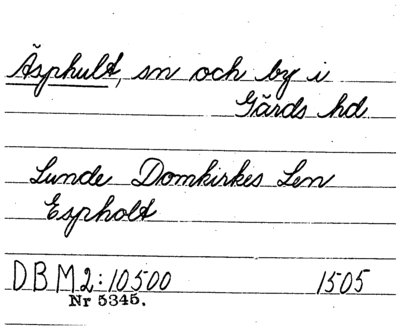 Äsphult, sn och by i
Gärds hd
Lunde Domkirkes Len
Espholt
DBM2:10500 1505
Nr 5345.